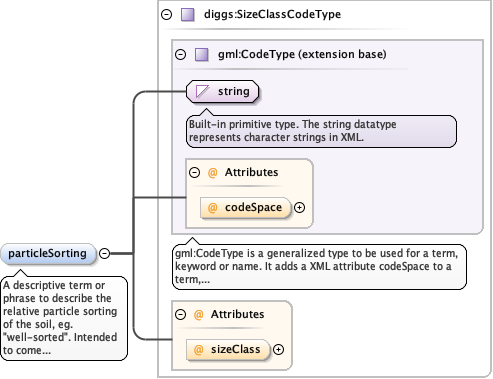 diggs:SizeClassCodeType
gml:CodeType (extension base)
string
Built-in primitive type. The string datatype
represents character strings in XML.
@ Attributes
@ codeSpace
gml:CodeType is a generalized type to be used for a term,
keyword or name. It adds a XML attribute codeSpace to a
term,...
@ Attributes
@ sizeClass
particleSorting
A descriptive term or
phrase to describe the
relative particle sorting
of the soil, eg.
"well-sorted". Intended
to come...